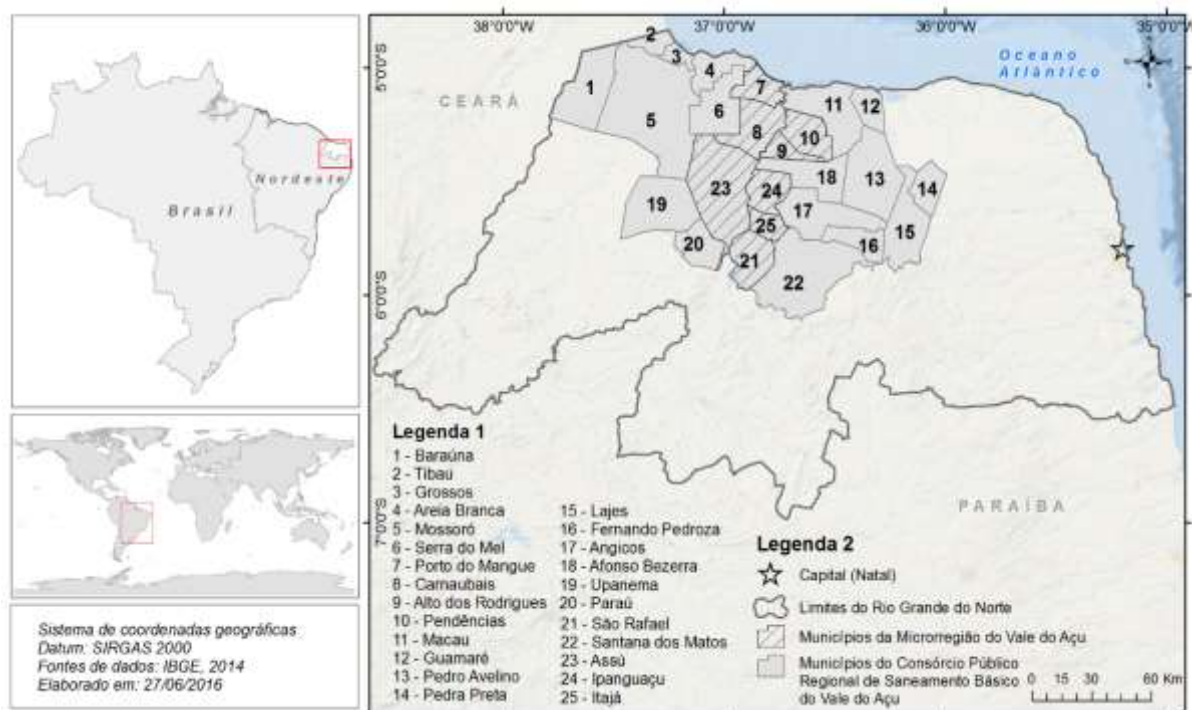 38°0'0"W
37°0'0"W
36°0'0"W
35°0'0"W
5°0'0"S
6°0'0"S
7°0'0"S
Brasil
Nordeste
CEARÁ
Oceano
Atlântico
PARAÍBA
1
2
3
4
5
6
7
8
9
10
11
12
13
14
15
16
17
18
19
20
21
22
23
24
25
Legenda 1
1 - Baraúna
2 - Tibau
3 - Grossos
4 - Areia Branca
5 - Mossoró
6 - Serra do Mel
7 - Porto do Mangue
8 - Carnaubais
9 - Alto dos Rodrigues
10 - Pendências
11 - Macau
12 - Guamaré
13 - Pedro Avelino
14 - Pedra Preta
15 - Lajes
16 - Fernando Pedroza
17 - Angicos
18 - Afonso Bezerra
19 - Upanema
20 - Paraú
21 - São Rafael
22 - Santana dos Matos
23 - Assú
24 - Ipanguaçu
25 - Itajá
Legenda 2
Capital (Natal)
Limites do Rio Grande do Norte
Municípios da Microrregião do Vale do Açu
Municípios do Consórcio Público
Regional de Saneamento Básico
do Vale do Açu
0 15 30 60 Km
Sistema de coordenadas geográficas
Datum: SIRGAS 2000
Fontes de dados: IBGE, 2014
Elaborado em: 27/06/2016